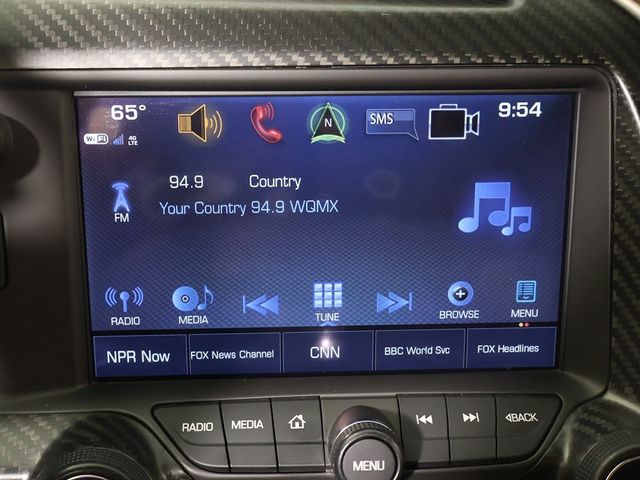 65°
WiFi 4G LTE
N
SMS
9:54
94.9 Country
FM
Your Country 94.9 WQMX
RADIO
MEDIA
TUNE
BROWSE
MENU
NPR Now
FOX News Channel
CNN
BBC World Svc
FOX Headlines
RADIO
MEDIA
BACK
MENU